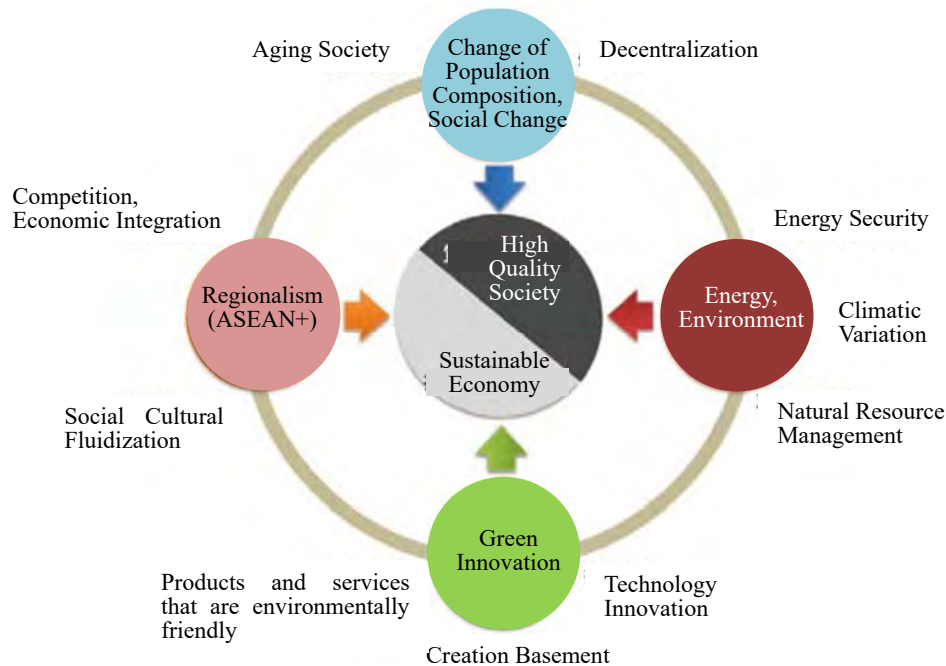 Aging Society
Change of
Population
Composition,
Social Change
Decentralization
Competition,
Economic Integration
Energy Security
High
Quality
Society
Regionalism
(ASEAN+)
Energy,
Environment
Climatic
Variation
Sustainable
Economy
Social Cultural
Fluidization
Natural Resource
Management
Green
Innovation
Products and services
that are environmentally
friendly
Technology
Innovation
Creation Basement